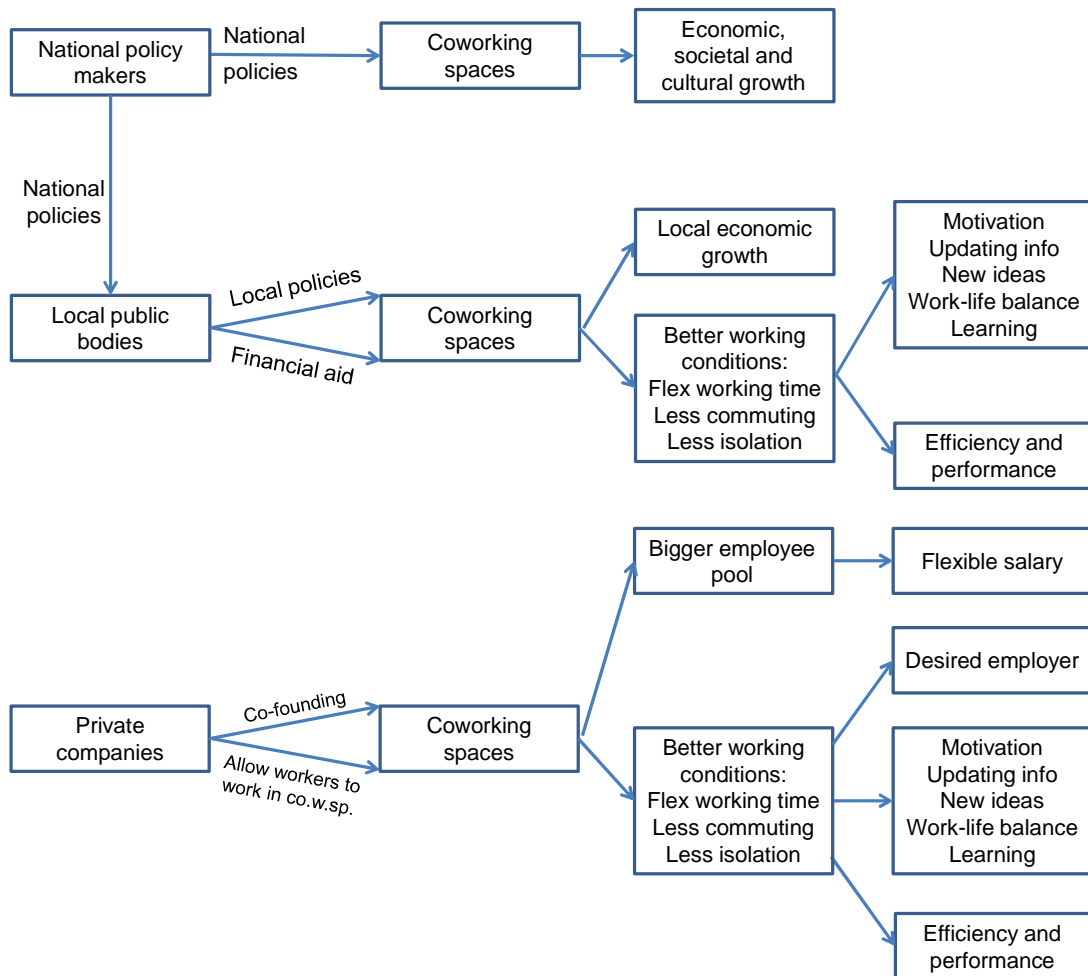 National policy
makers
National
policies
Coworking
spaces
Economic,
societal and
cultural growth
National
policies
Local public
bodies
Local policies
Financial aid
Coworking
spaces
Local economic
growth
Better working
conditions:
Flex working time
Less commuting
Less isolation
Motivation
Updating info
New ideas
Work-life balance
Learning
Efficiency and
performance
Private
companies
Co-founding
Allow workers to
work in co.w.sp.
Coworking
spaces
Bigger employee
pool
Flexible salary
Better working
conditions:
Flex working time
Less commuting
Less isolation
Desired employer
Motivation
Updating info
New ideas
Work-life balance
Learning
Efficiency and
performance